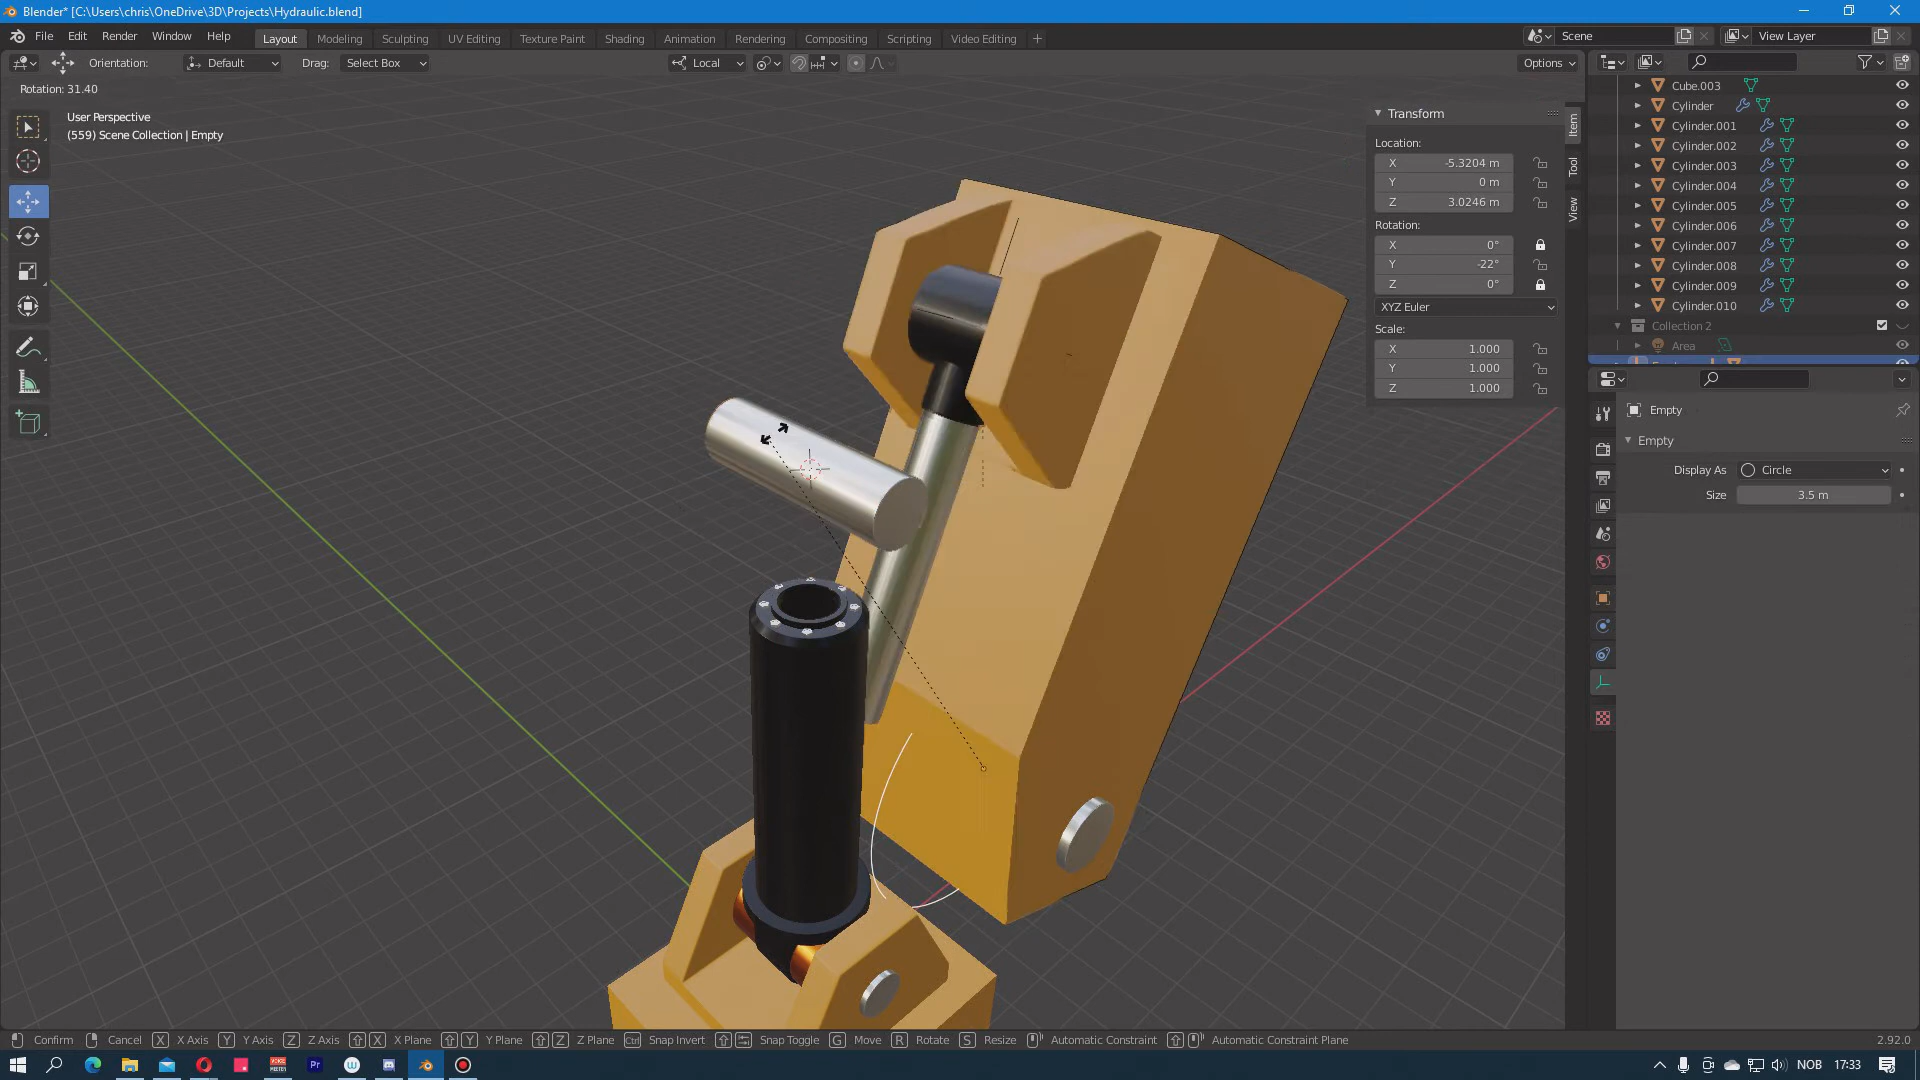 Blender* [C:\Users\chris\OneDrive\3D\Projects\Hydraulic.blend]
File Edit Render Window Help
Layout Modeling Sculpting UV Editing Texture Paint Shading Animation Rendering Compositing Scripting Video Editing +
Scene
View Layer
Orientation: Default Drag: Select Box
Local
Options
Rotation: 31.40
User Perspective
(559) Scene Collection | Empty
Transform
Location:
X -5.3204 m
Y 0 m
Z 3.0246 m
Rotation:
X 0°
Y -22°
Z 0°
XYZ Euler
Scale:
X 1.000
Y 1.000
Z 1.000
Item
Tool
View
Cube.003
Cylinder
Cylinder.001
Cylinder.002
Cylinder.003
Cylinder.004
Cylinder.005
Cylinder.006
Cylinder.007
Cylinder.008
Cylinder.009
Cylinder.010
Collection 2
Area
Empty
Empty
Display As Circle
Size 3.5 m
Confirm Cancel X X Axis Y Y Axis Z Z Axis X X Plane Y Y Plane Z Z Plane Ctrl Snap Invert Snap Toggle G Move R Rotate S Resize Automatic Constraint Automatic Constraint Plane
2.92.0
VOICE MEETER
Pr
NOB 17:33